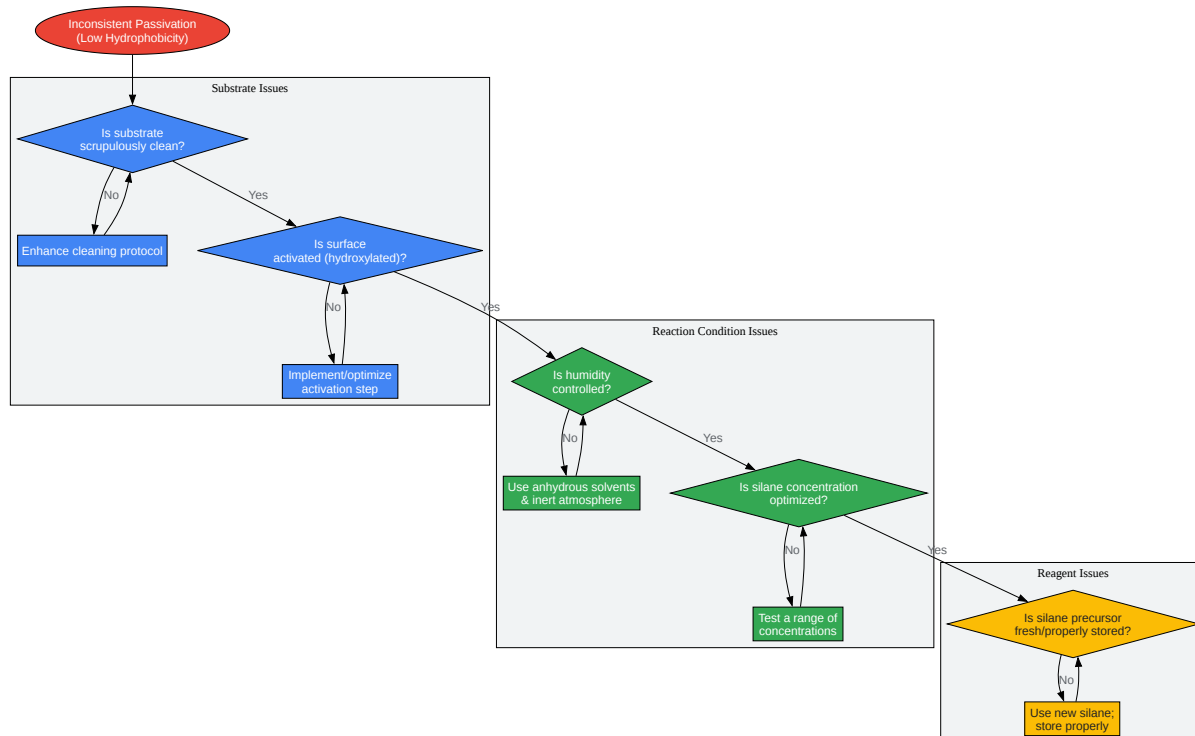 Inconsistent Passivation
(Low Hydrophobicity)
Substrate Issues
Is substrate
scrupulously clean?
No
Yes
Enhance cleaning protocol
Is surface
activated (hydroxylated)?
No
Yes
Implement/optimize
activation step
Reaction Condition Issues
Is humidity
controlled?
No
Yes
Use anhydrous solvents
& inert atmosphere
Is silane concentration
optimized?
No
Yes
Test a range of
concentrations
Reagent Issues
Is silane precursor
fresh/properly stored?
No
Use new silane;
store properly